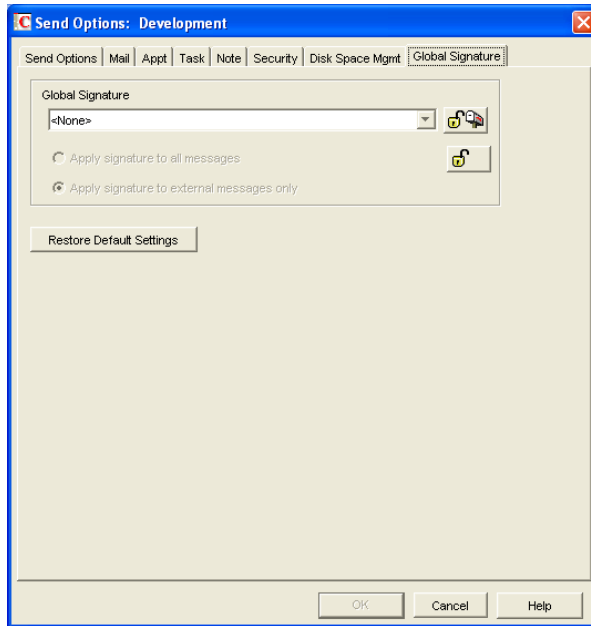 Send Options: Development
Send Options Mail Appt Task Note Security Disk Space Mgmt Global Signature
Global Signature
<None>
Apply signature to all messages
Apply signature to external messages only
Restore Default Settings
OK Cancel Help